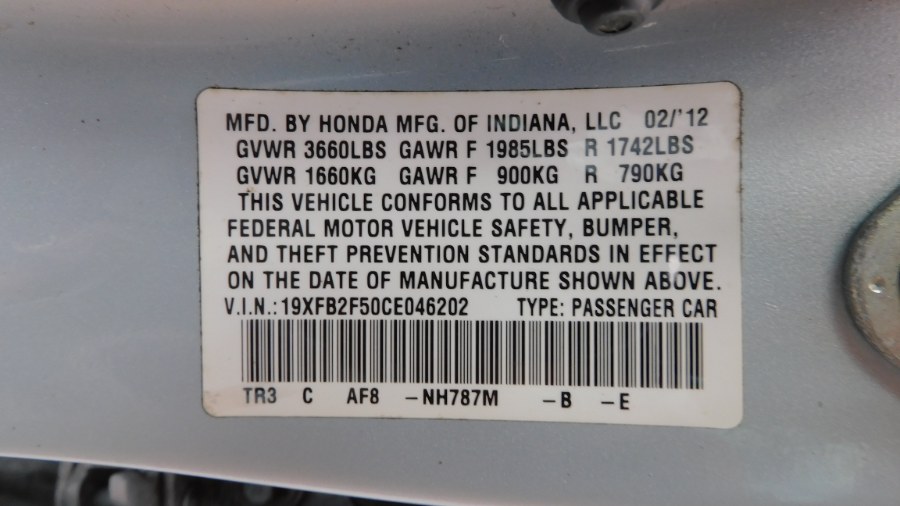 MFD. BY HONDA MFG. OF INDIANA, LLC 02/'12
GVWR 3660LBS GAWR F 1985LBS R 1742LBS
GVWR 1660KG GAWR F 900KG R 790KG
THIS VEHICLE CONFORMS TO ALL APPLICABLE
FEDERAL MOTOR VEHICLE SAFETY, BUMPER,
AND THEFT PREVENTION STANDARDS IN EFFECT
ON THE DATE OF MANUFACTURE SHOWN ABOVE.
V.I.N.: 19XFB2F50CE046202 TYPE: PASSENGER CAR
TR3 C AF8 –NH787M –B –E